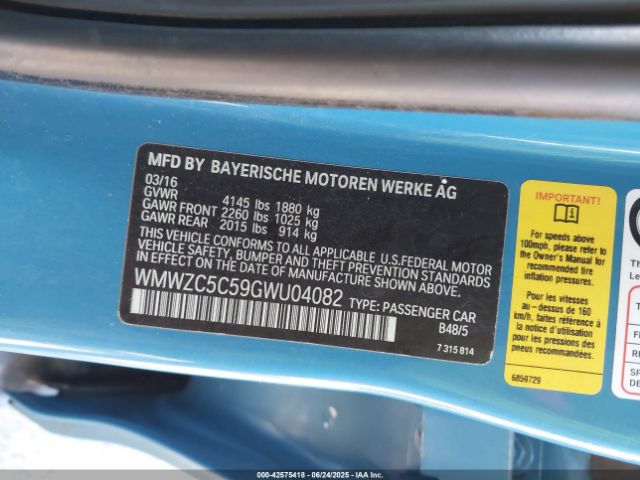 MFD BY BAYERISCHE MOTOREN WERKE AG
03/16
GVWR 4145 lbs 1880 kg
GAWR FRONT 2260 lbs 1025 kg
GAWR REAR 2015 lbs 914 kg
THIS VEHICLE CONFORMS TO ALL APPLICABLE U.S.FEDERAL MOTOR
VEHICLE SAFETY, BUMPER,AND THEFT PREVENTION STANDARDS
IN EFFECT ON THE DATE OF MANUFACTURE SHOWN ABOVE.
WMWZC5C59GWU04082 TYPE: PASSENGER CAR
B48/5
7 315 814
IMPORTANT!
For speeds above
100mph, please refer to
the Owner's Manual for
recommended tire
inflation pressures.
Pour les vitesses
au-dessus de 160
km/h, faites référence à
la notice d'utilisation
pour les pressions des
pneus recommandées.
6859729
00-42575418 - 06/24/2025 - COPYRIGHT IAA